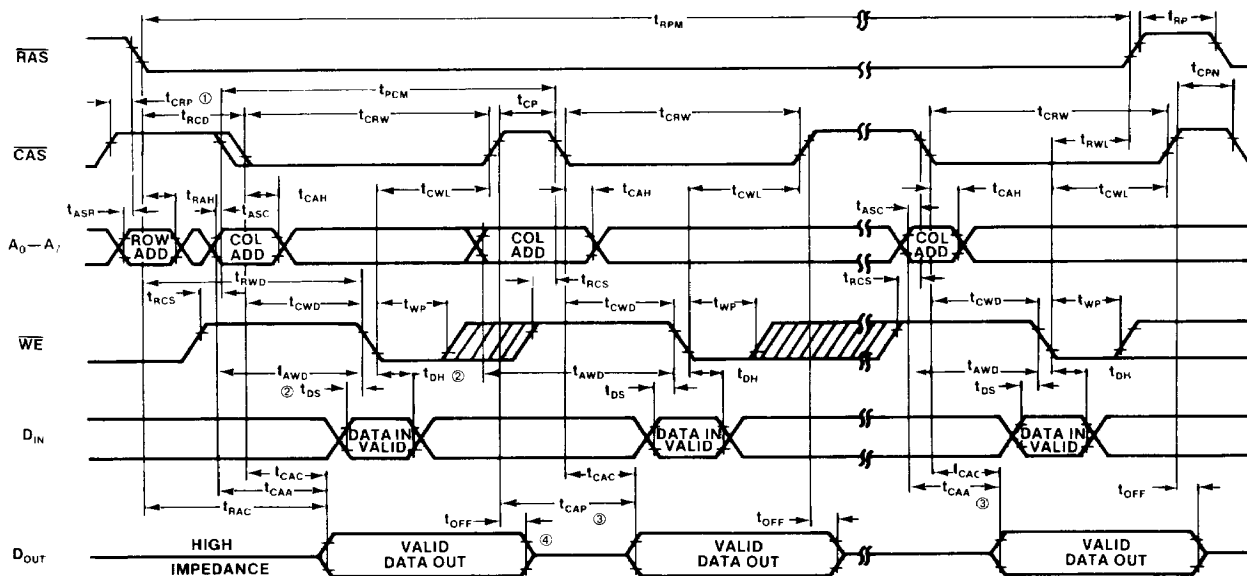 tRPM
tRP
RAS
tCRP ①
tPCM
tCP
tCPN
tRCD
tCRW
tCRW
tCRW
tRWL
CAS
tCWL
tCAH
tCWL
tCAH
tCAH
tCWL
tASR
tRAH
tASC
tASC
A0–A7
ROW ADD
COL ADD
COL ADD
COL ADD
tRWD
tRCS
tRCS
tRCS
tCWD
tWP
tCWD
tWP
tCWD
tWP
WE
tAWD
tDH ②
tAWD
tDH
tAWD
tDH
② tDS
tDS
tDS
DIN
DATA IN VALID
DATA IN VALID
DATA IN VALID
tCAC
tCAC
tCAC
tCAA
tCAP ③
tCAA ③
tRAC
tOFF ④
tOFF
tOFF
DOUT
HIGH IMPEDANCE
VALID DATA OUT
VALID DATA OUT
VALID DATA OUT